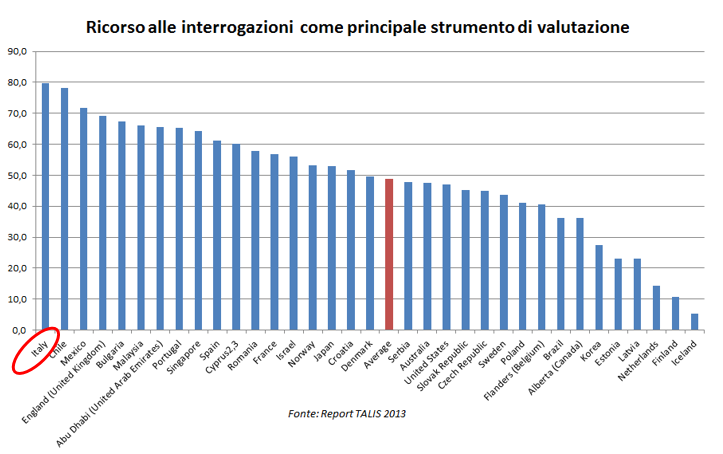 Ricorso alle interrogazioni come principale strumento di valutazione
90,0
80,0
70,0
60,0
50,0
40,0
30,0
20,0
10,0
0,0
Italy
Chile
Mexico
England (United Kingdom)
Bulgaria
Malaysia
Abu Dhabi (United Arab Emirates)
Portugal
Singapore
Spain
Cyprus2,3
Romania
France
Israel
Norway
Japan
Croatia
Denmark
Average
Serbia
Australia
United States
Slovak Republic
Czech Republic
Sweden
Poland
Flanders (Belgium)
Brazil
Alberta (Canada)
Korea
Estonia
Latvia
Netherlands
Finland
Iceland
Fonte: Report TALIS 2013